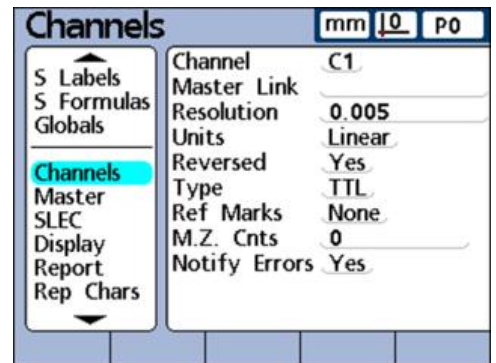 Channels
mm 0 P0
S Labels
S Formulas
Globals
Channels
Master
SLEC
Display
Report
Rep Chars
Channel C1
Master Link
Resolution 0.005
Units Linear
Reversed Yes
Type TTL
Ref Marks None
M.Z. Cnts 0
Notify Errors Yes